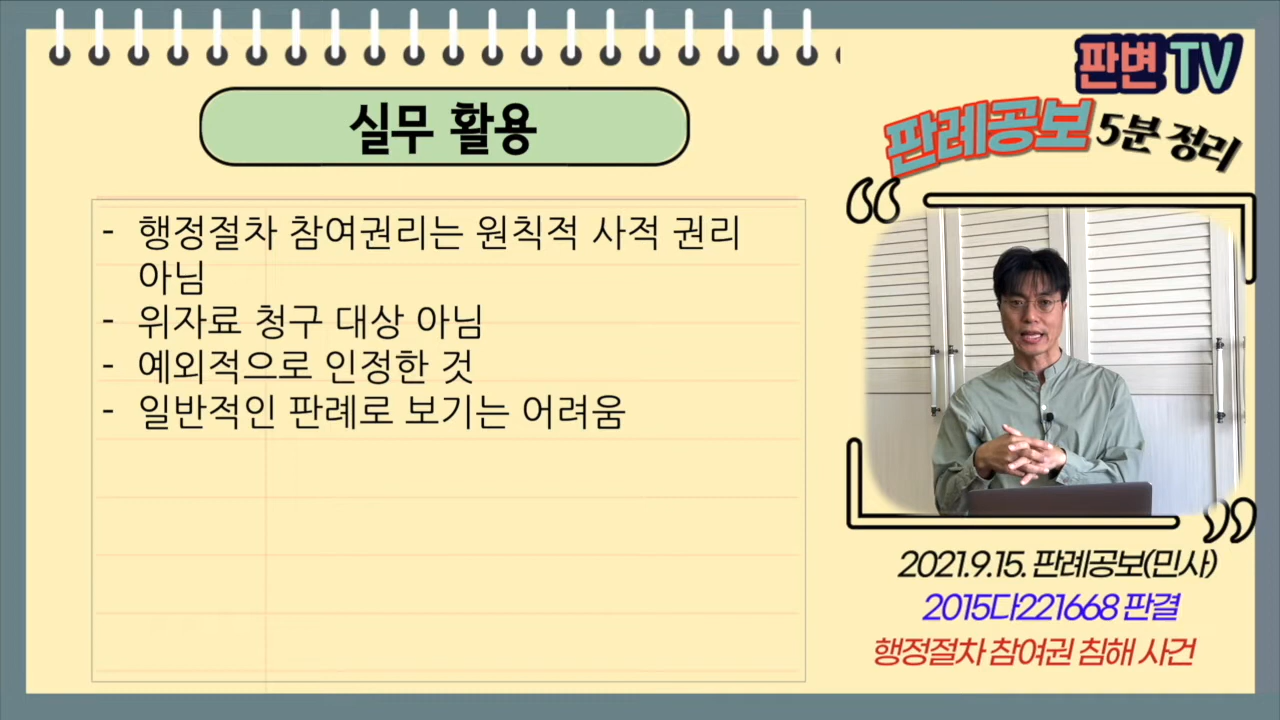 판변 TV
판례공보 5분 정리
실무 활용
- 행정절차 참여권리는 원칙적 사적 권리
아님
- 위자료 청구 대상 아님
- 예외적으로 인정한 것
- 일반적인 판례로 보기는 어려움
2021.9.15. 판례공보(민사)
2015다221668 판결
행정절차 참여권 침해 사건